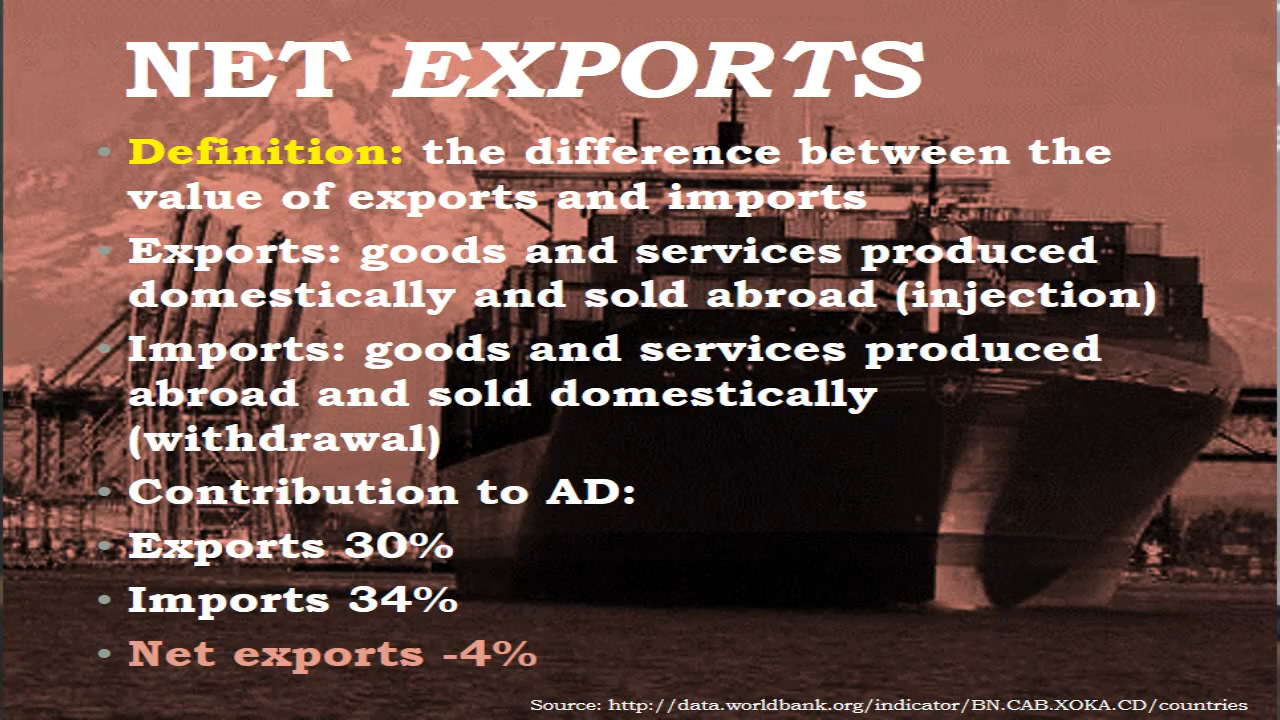 NET EXPORTS
• Definition: the difference between the
value of exports and imports
• Exports: goods and services produced
domestically and sold abroad (injection)
• Imports: goods and services produced
abroad and sold domestically
(withdrawal)
• Contribution to AD:
• Exports 30%
• Imports 34%
• Net exports -4%
Source: http://data.worldbank.org/indicator/BN.CAB.XOKA.CD/countries